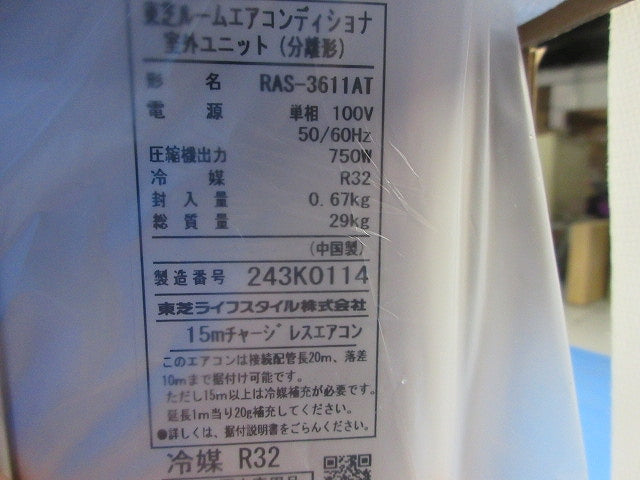 東芝ルームエアコンディショナ
室外ユニット（分離形）
形 名 RAS-3611AT
電 源 単相 100V
50/60Hz
圧縮機出力 750W
冷 媒 R32
封 入 量 0.67kg
総 質 量 29kg
（中国製）
製造番号 243K0114
東芝ライフスタイル株式会社
15mチャージレスエアコン
このエアコンは接続配管長20m、落差
10mまで据付け可能です。
ただし15m以上は冷媒補充が必要です。
延長1m当り20g補充してください。
●詳しくは、据付説明書をごらんください。
冷媒 R32